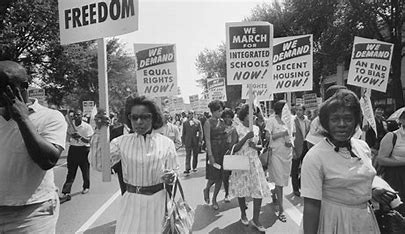 FREEDOM
WE
DEMAND
EQUAL
RIGHTS
NOW!
WE
MARCH
FOR
INTEGRATED
SCHOOLS
NOW!
WE
DEMAND
DECENT
HOUSING
NOW!
WE
DEMAND
AN END
TO BIAS
NOW!